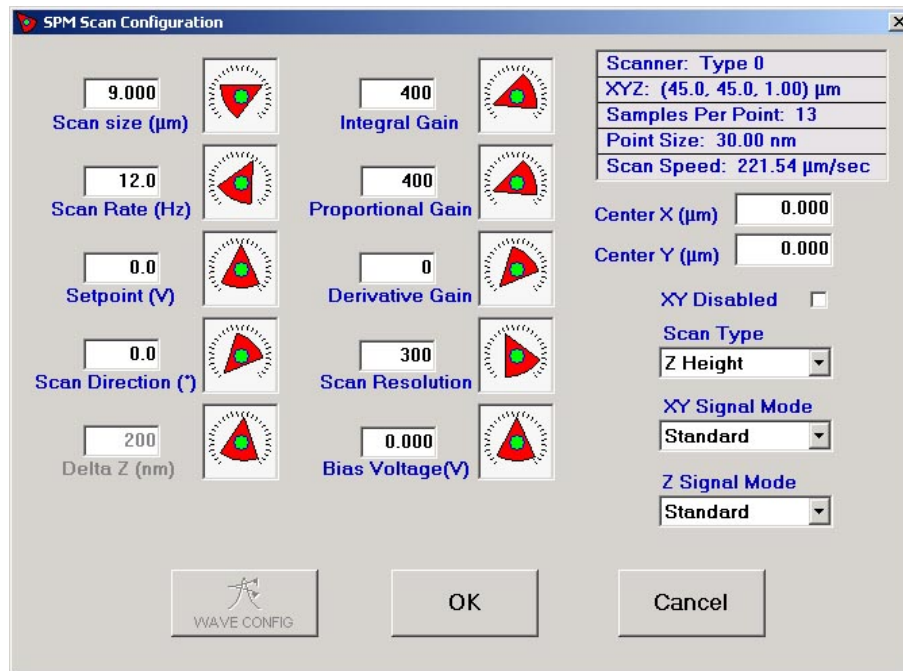 SPM Scan Configuration
9.000
Scan size (µm)
12.0
Scan Rate (Hz)
0.0
Setpoint (V)
0.0
Scan Direction (°)
200
Delta Z (nm)
400
Integral Gain
400
Proportional Gain
0
Derivative Gain
300
Scan Resolution
0.000
Bias Voltage(V)
Scanner: Type 0
XYZ: (45.0, 45.0, 1.00) µm
Samples Per Point: 13
Point Size: 30.00 nm
Scan Speed: 221.54 µm/sec
Center X (µm) 0.000
Center Y (µm) 0.000
XY Disabled
Scan Type
Z Height
XY Signal Mode
Standard
Z Signal Mode
Standard
WAVE CONFIG
OK
Cancel